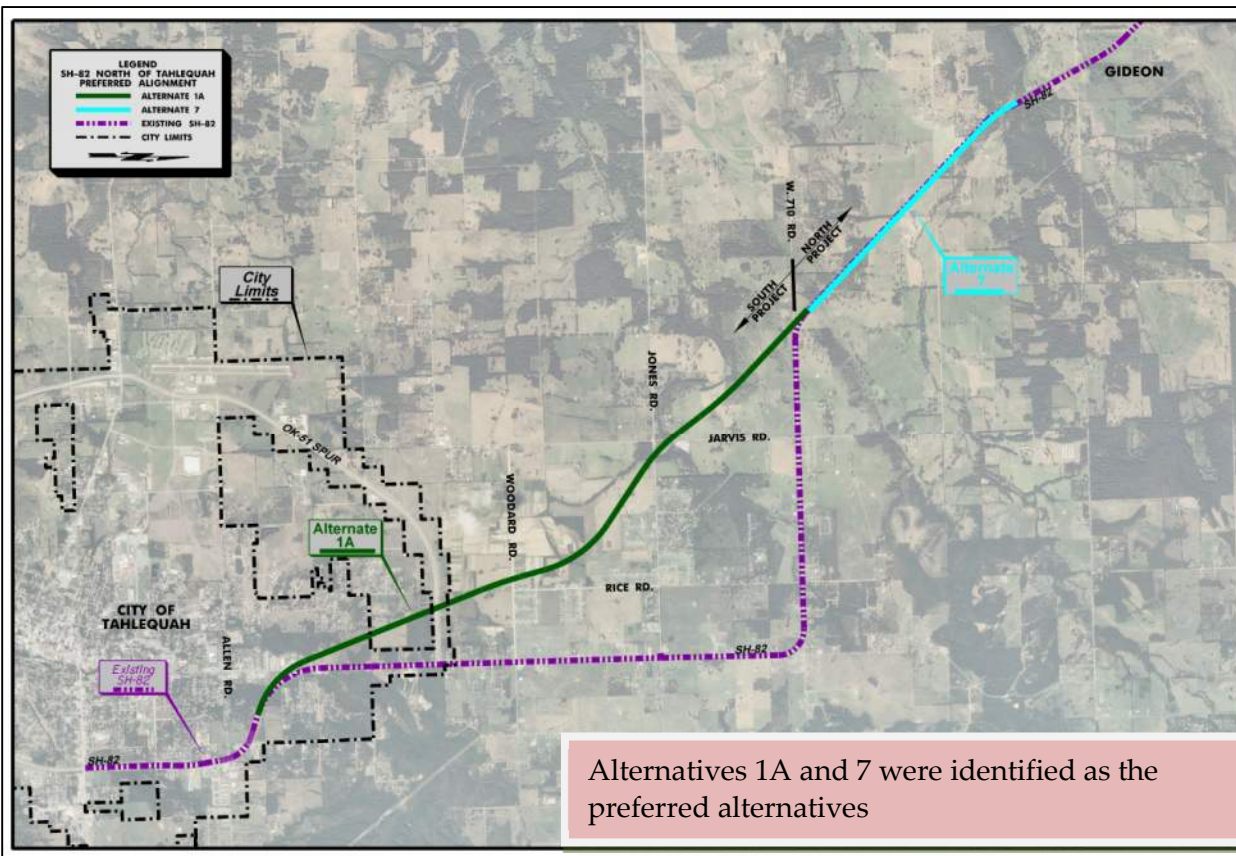 LEGEND
SH-82 NORTH OF TAHLEQUAH
PREFERRED ALIGNMENT
ALTERNATE 1A
ALTERNATE 7
EXISTING SH-82
CITY LIMITS
GIDEON
SH-82
W. 710 RD.
NORTH
PROJECT
SOUTH
PROJECT
Alternate
7
City
Limits
JONES RD.
JARVIS RD.
OK-51 SPUR
WOODARD RD.
Alternate
1A
RICE RD.
CITY OF
TAHLEQUAH
ALLEN RD.
SH-82
Existing
SH-82
SH-82
Alternatives 1A and 7 were identified as the
preferred alternatives